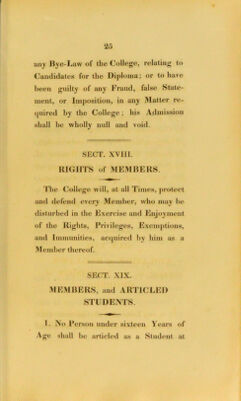 25
any Bye-Law of the College, relating to
Candidates for the Diploma; or to have
been guilty of any Fraud, false State-
ment, or Imposition, in any Matter re-
quired by the College; his Admission
shall be wholly null and void.
SECT. XVIII.
RIGHTS of MEMBERS.
The College will, at all Times, protect
and defend every Member, who may be
disturbed in the Exercise and Enjoyment
of the Rights, Privileges, Exemptions,
and Immunities, acquired by him as a
Member thereof.
SECT. XIX.
MEMBERS, and ARTICLED
STUDENTS.
1. No Person under sixteen Years of
Age shall be articled as a Student at